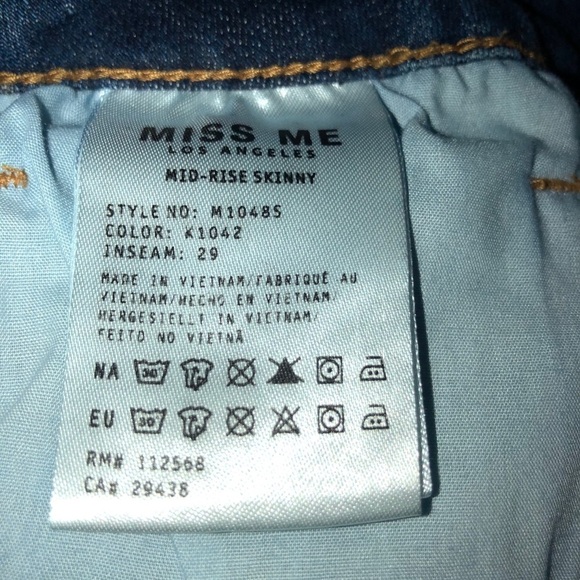 MISS ME
LOS ANGELES
MID-RISE SKINNY
STYLE NO: M1048S
COLOR: K1042
INSEAM: 29
MADE IN VIETNAM/FABRIQUÉ AU
VIETNAM/HECHO EN VIETNAM/
HERGESTELLT IN VIETNAM/
FEITO NO VIETNÃ
NA 30
EU 30
RM# 112568
CA# 29438